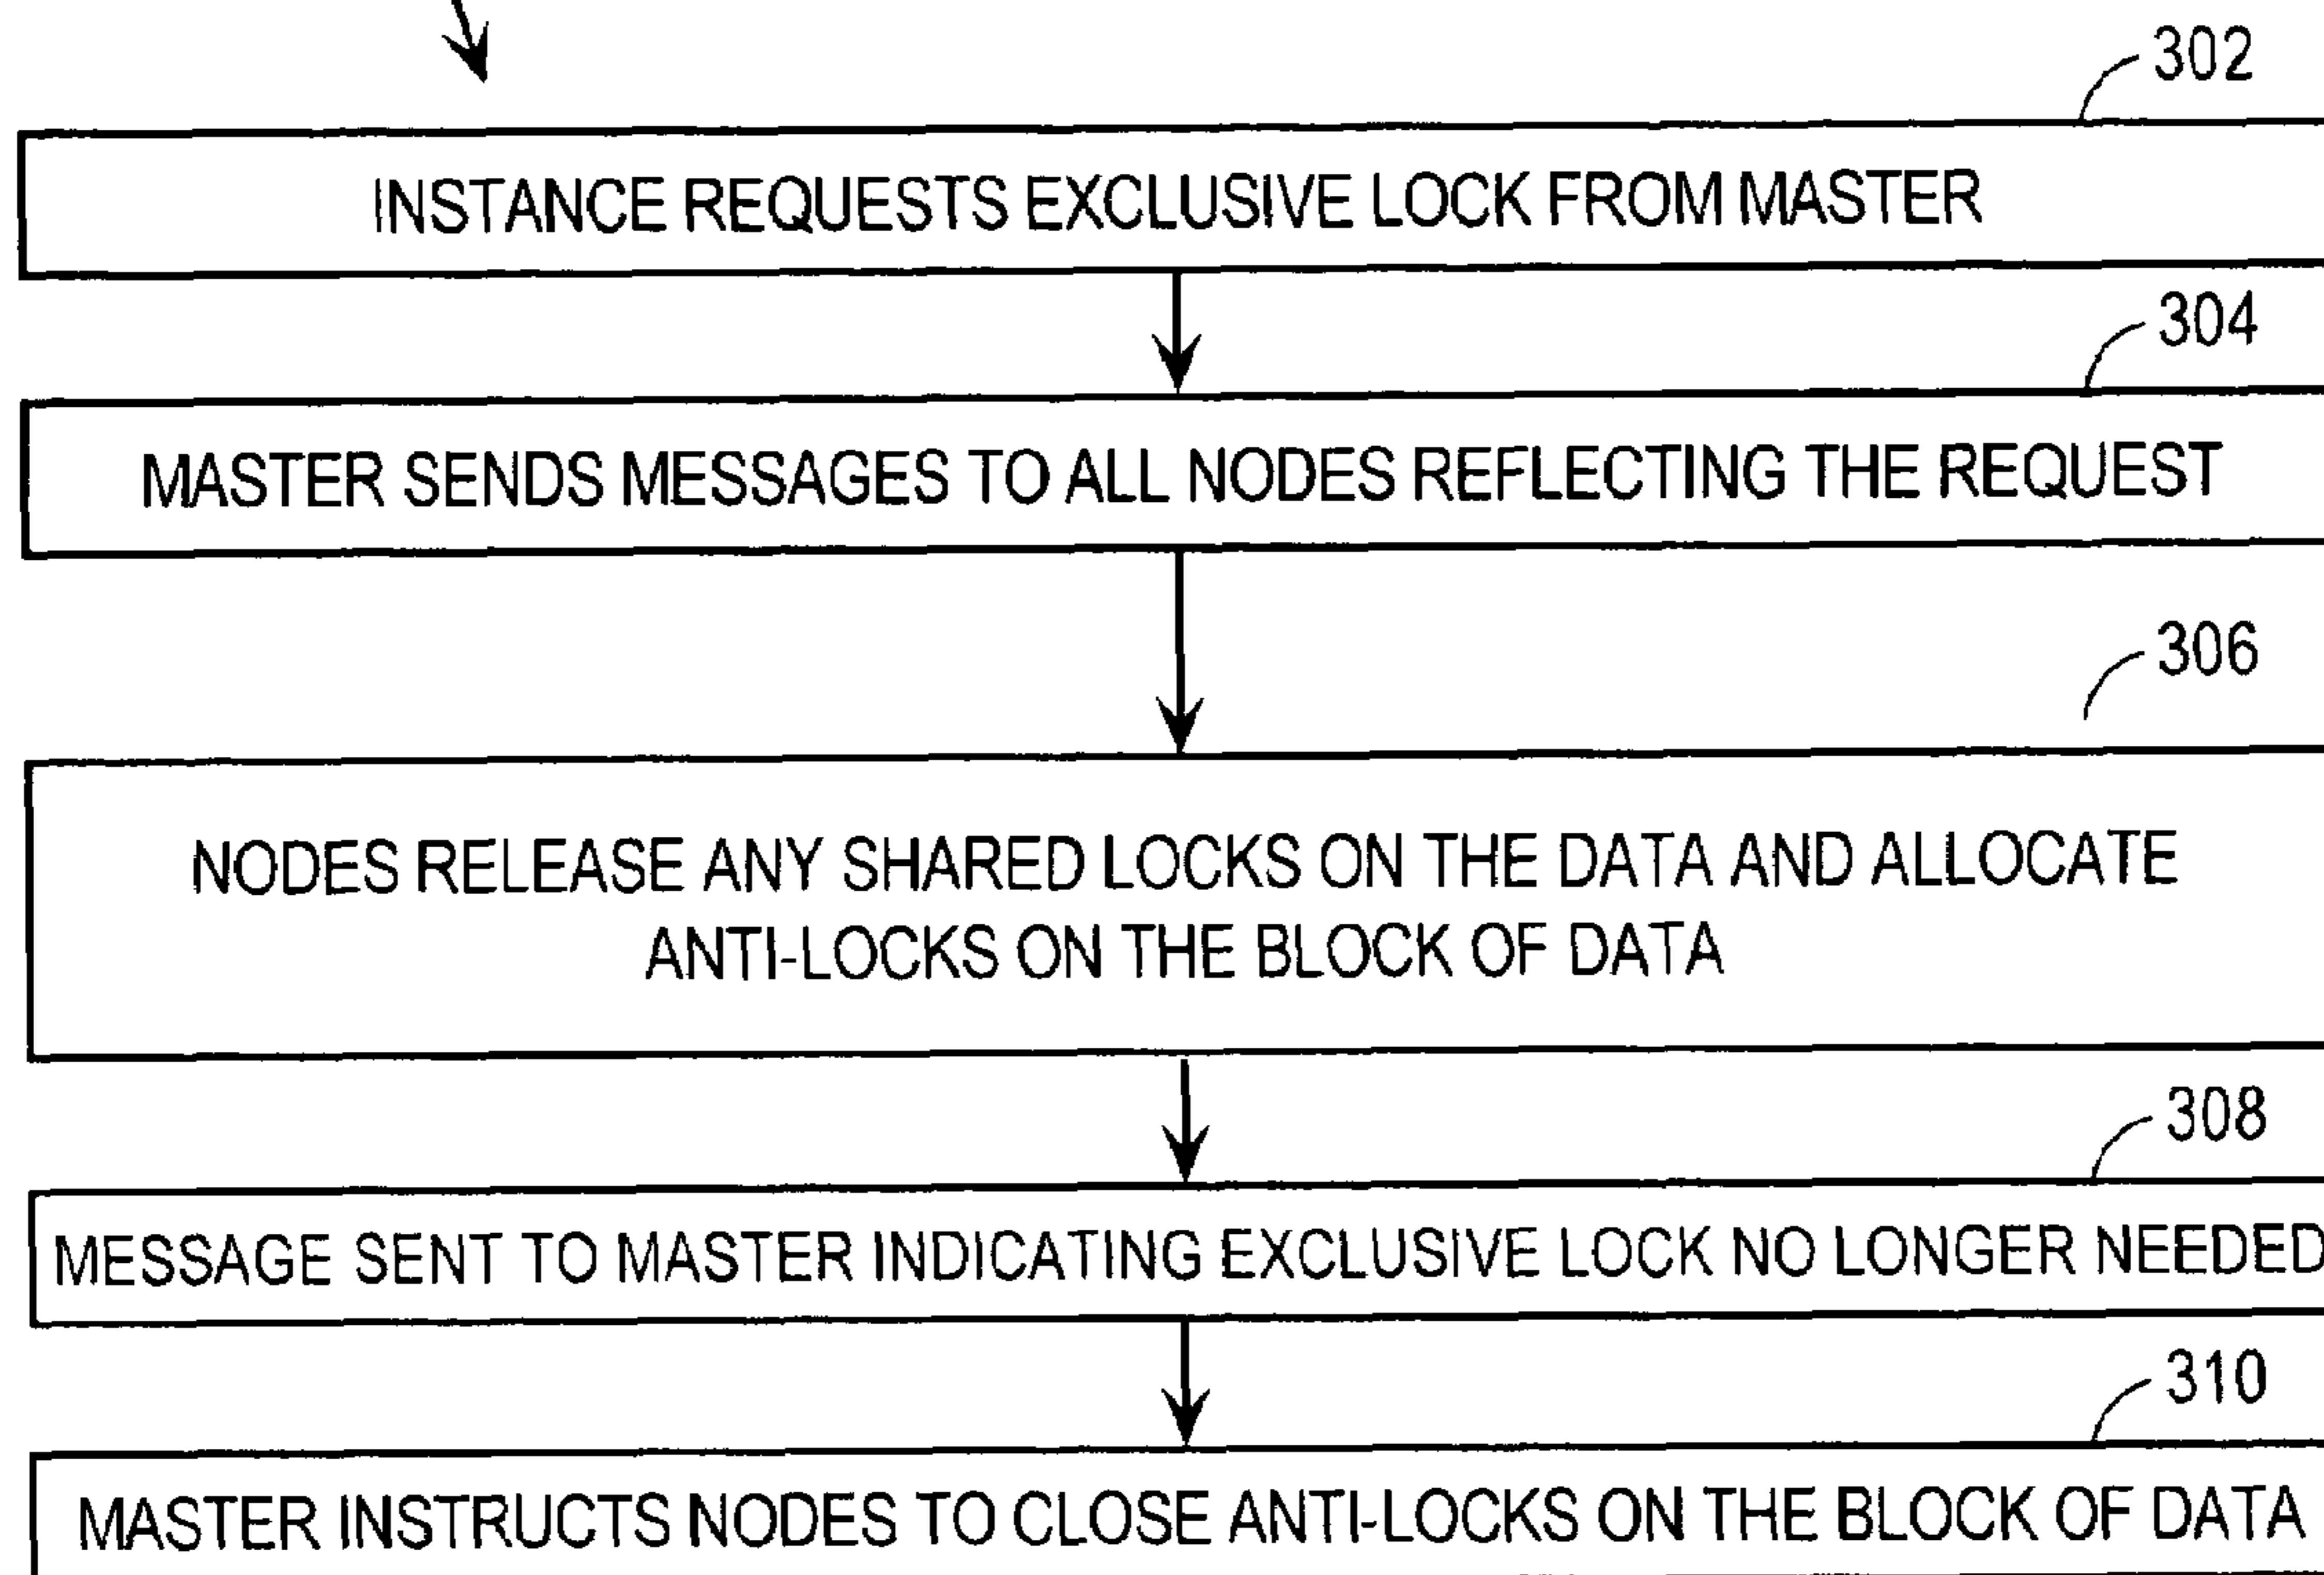 302
INSTANCE REQUESTS EXCLUSIVE LOCK FROM MASTER
304
MASTER SENDS MESSAGES TO ALL NODES REFLECTING THE REQUEST
306
NODES RELEASE ANY SHARED LOCKS ON THE DATA AND ALLOCATE
ANTI-LOCKS ON THE BLOCK OF DATA
308
MESSAGE SENT TO MASTER INDICATING EXCLUSIVE LOCK NO LONGER NEEDED
310
MASTER INSTRUCTS NODES TO CLOSE ANTI-LOCKS ON THE BLOCK OF DATA